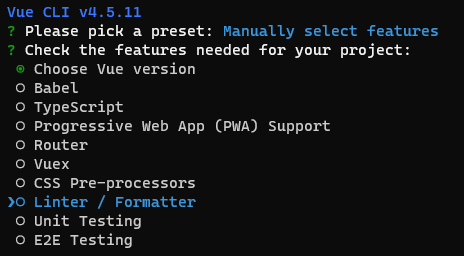 Vue CLI v4.5.11
? Please pick a preset: Manually select features
? Check the features needed for your project:
◉ Choose Vue version
○ Babel
○ TypeScript
○ Progressive Web App (PWA) Support
○ Router
○ Vuex
○ CSS Pre-processors
❯○ Linter / Formatter
○ Unit Testing
○ E2E Testing